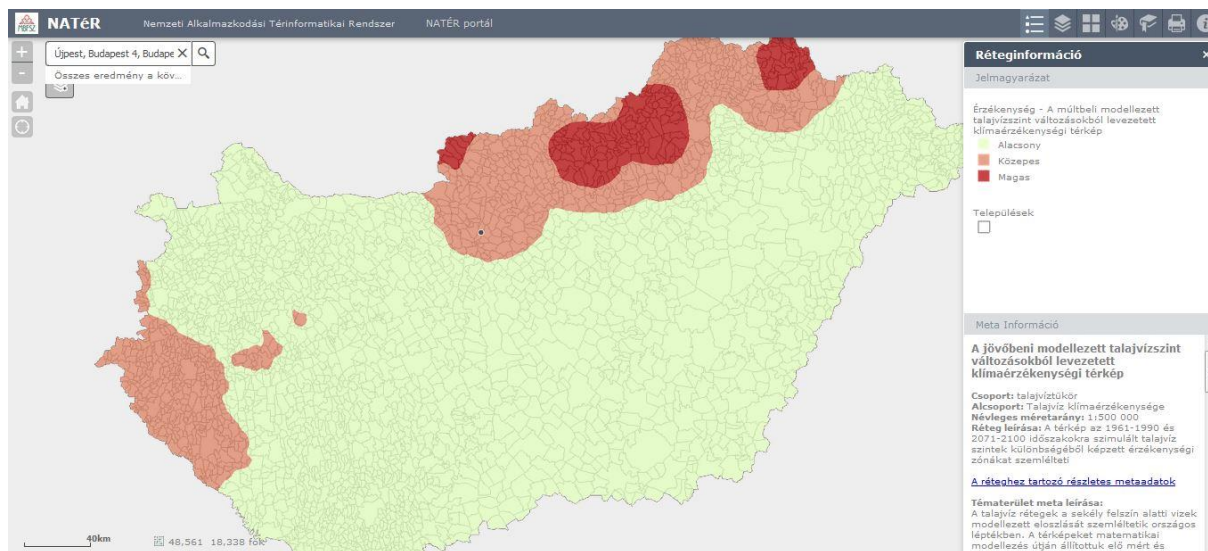 MBFSZ
NATéR
Nemzeti Alkalmazkodási Térinformatikai Rendszer
NATÉR portál
+
-
Újpest, Budapest 4, Budape
Összes eredmény a köv...
Réteginformáció
Jelmagyarázat
Érzékenység - A múltbeli modellezett
talajvízszint változásokból levezetett
klímaérzékenységi térkép
Alacsony
Közepes
Magas
Települések
Meta Információ
A jövőbeni modellezett talajvízszint
változásokból levezetett
klímaérzékenységi térkép
Csoport: talajvíztükör
Alcsoport: Talajvíz klímaérzékenysége
Névleges méretarány: 1:500 000
Réteg leírása: A térkép az 1961-1990 és
2071-2100 időszakokra szimulált talajvíz
szintek különbségéből képzett érzékenységi
zónákat szemlélteti
A réteghez tartozó részletes metaadatok
Tématerület meta leírása:
A talajvíz rétegek a sekély felszín alatti vizek
modellezett eloszlását szemléltetik országos
léptékben. A térképeket matematikai
modellezés útján állítottuk elő mért és
40km
48,561 18,338 fok